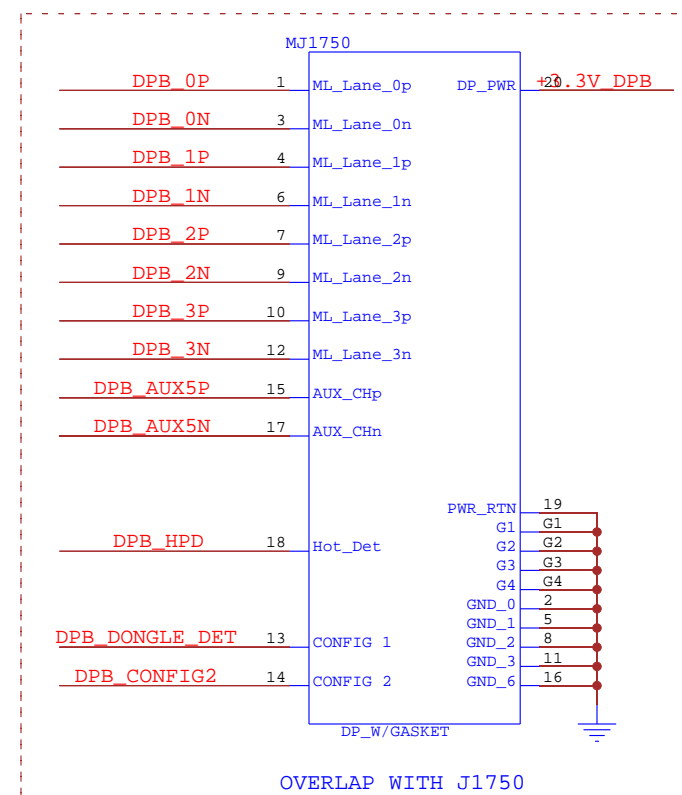 MJ1750
DPB_0P 1 ML_Lane_0p DP_PWR 20 +3.3V_DPB
DPB_0N 3 ML_Lane_0n
DPB_1P 4 ML_Lane_1p
DPB_1N 6 ML_Lane_1n
DPB_2P 7 ML_Lane_2p
DPB_2N 9 ML_Lane_2n
DPB_3P 10 ML_Lane_3p
DPB_3N 12 ML_Lane_3n
DPB_AUX5P 15 AUX_CHp
DPB_AUX5N 17 AUX_CHn
PWR_RTN 19
G1 G1
DPB_HPD 18 Hot_Det G2 G2
G3 G3
G4 G4
GND_0 2
GND_1 5
DPB_DONGLE_DET 13 CONFIG 1 GND_2 8
GND_3 11
DPB_CONFIG2 14 CONFIG 2 GND_6 16
DP_W/GASKET
OVERLAP WITH J1750